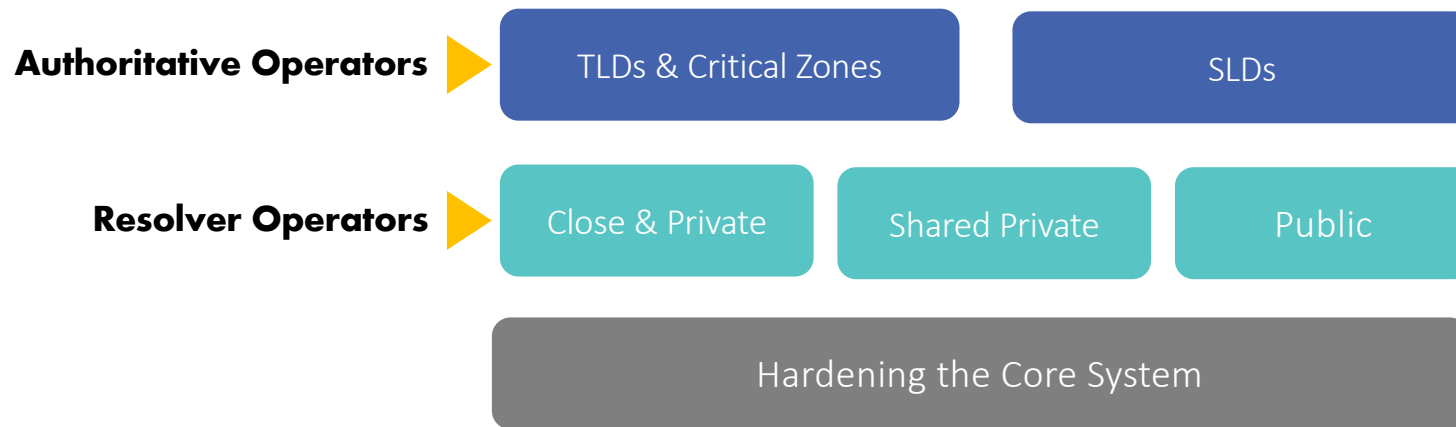 Authoritative Operators
TLDs & Critical Zones
SLDs
Resolver Operators
Close & Private
Shared Private
Public
Hardening the Core System